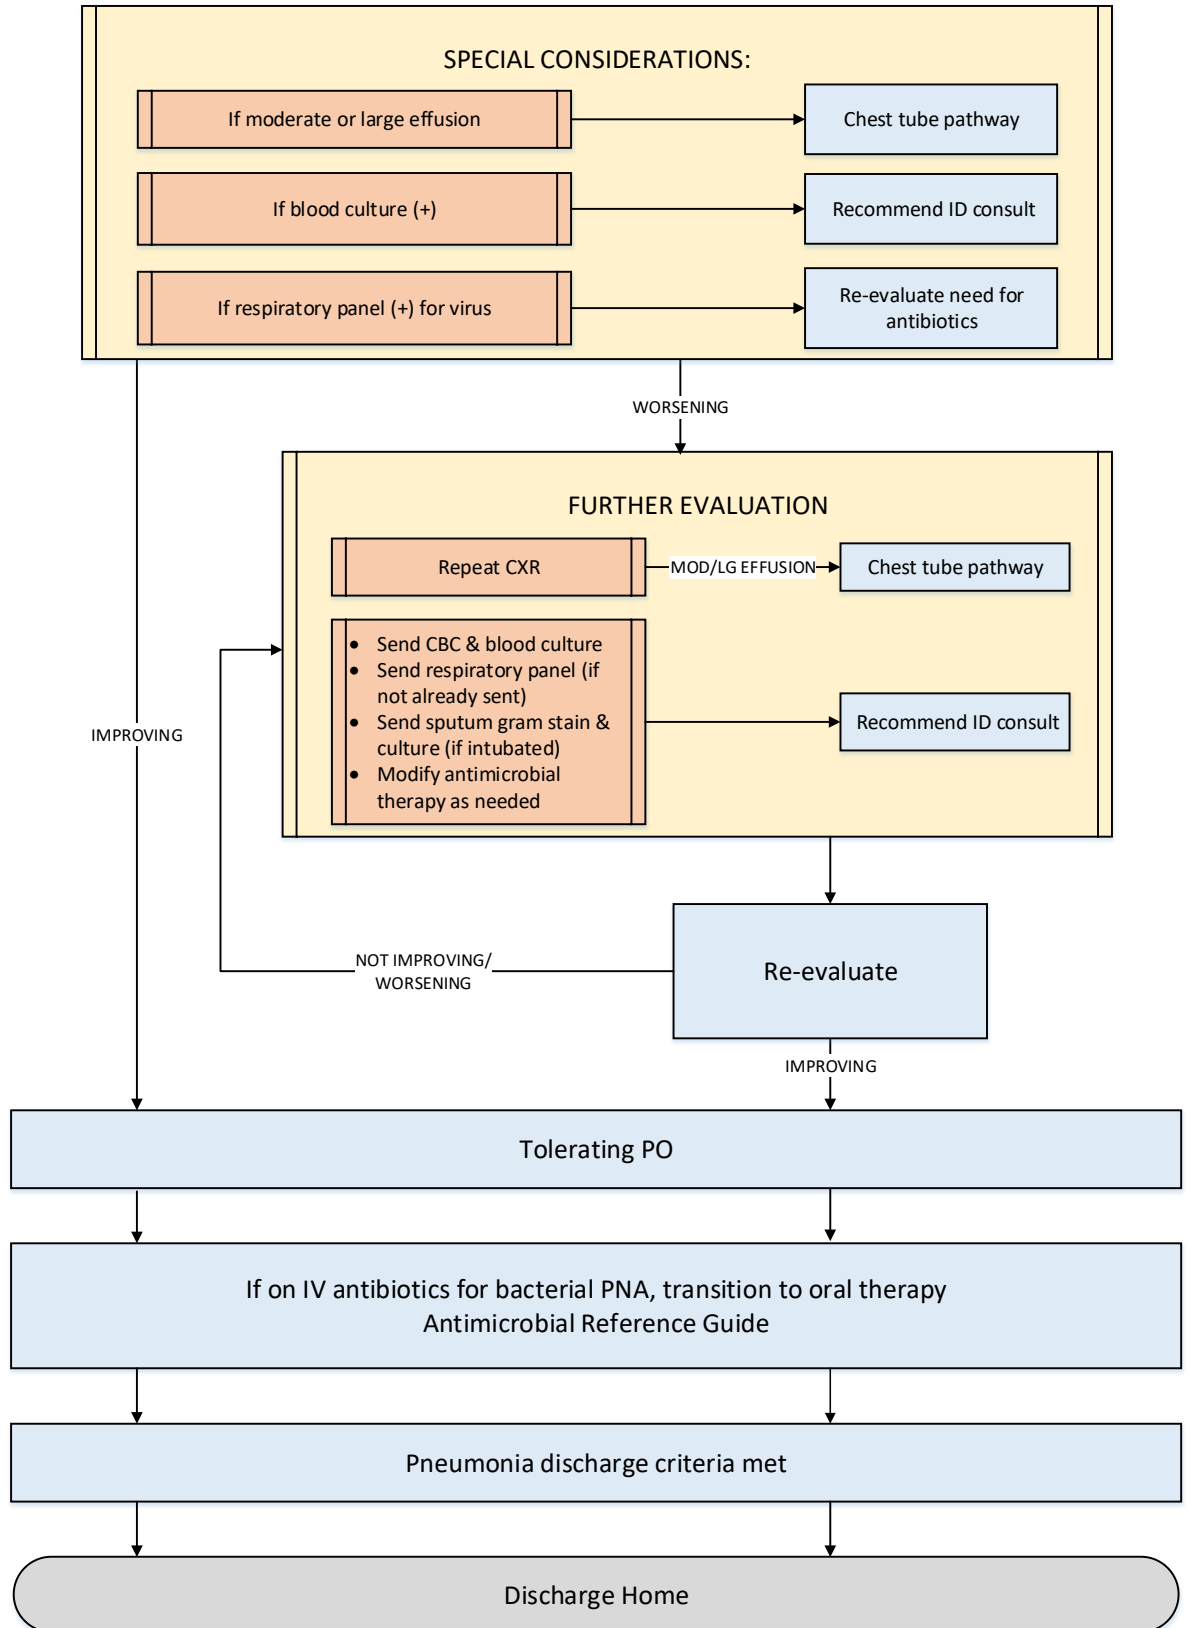 SPECIAL CONSIDERATIONS:
If moderate or large effusion
Chest tube pathway
If blood culture (+)
Recommend ID consult
If respiratory panel (+) for virus
Re-evaluate need for
antibiotics
WORSENING
FURTHER EVALUATION
Repeat CXR
MOD/LG EFFUSION
Chest tube pathway
• Send CBC & blood culture
• Send respiratory panel (if
not already sent)
• Send sputum gram stain &
culture (if intubated)
• Modify antimicrobial
therapy as needed
Recommend ID consult
IMPROVING
Re-evaluate
NOT IMPROVING/
WORSENING
IMPROVING
Tolerating PO
If on IV antibiotics for bacterial PNA, transition to oral therapy
Antimicrobial Reference Guide
Pneumonia discharge criteria met
Discharge Home